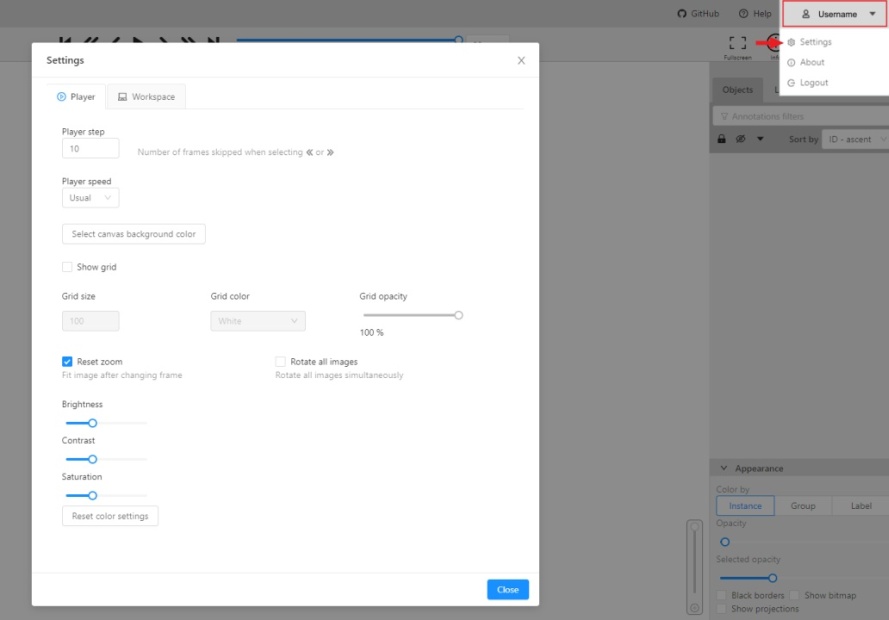 GitHub
Help
Username
Settings
About
Logout
Fullscreen
Objects
Annotations filters
Sort by
ID - ascent
Settings
Player
Workspace
Player step
10
Number of frames skipped when selecting « or »
Player speed
Usual
Select canvas background color
Show grid
Grid size
Grid color
Grid opacity
100
White
100 %
Reset zoom
Rotate all images
Fit image after changing frame
Rotate all images simultaneously
Brightness
Contrast
Saturation
Reset color settings
Close
Appearance
Color by
Instance
Group
Label
Opacity
Selected opacity
Black borders
Show bitmap
Show projections